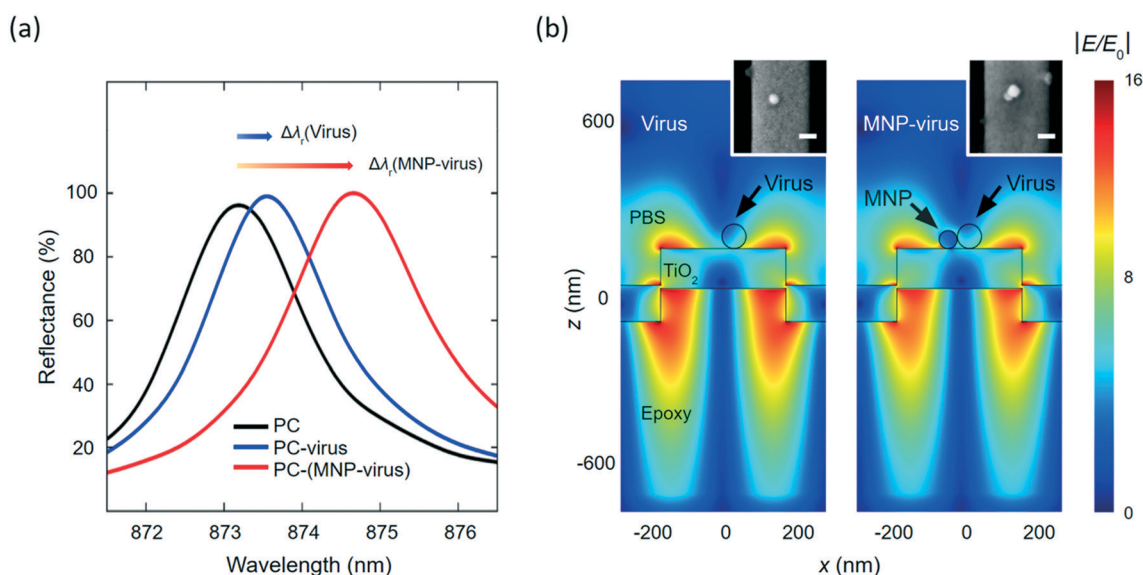 (a)
Reflectance (%)
100
80
60
40
20
Δλr(Virus)
Δλr(MNP-virus)
PC
PC-virus
PC-(MNP-virus)
872
873
874
875
876
Wavelength (nm)
(b)
|E/E0|
16
8
0
z (nm)
600
0
-600
Virus
Virus
PBS
TiO2
Epoxy
MNP-virus
MNP
Virus
-200
0
200
-200
0
200
x (nm)